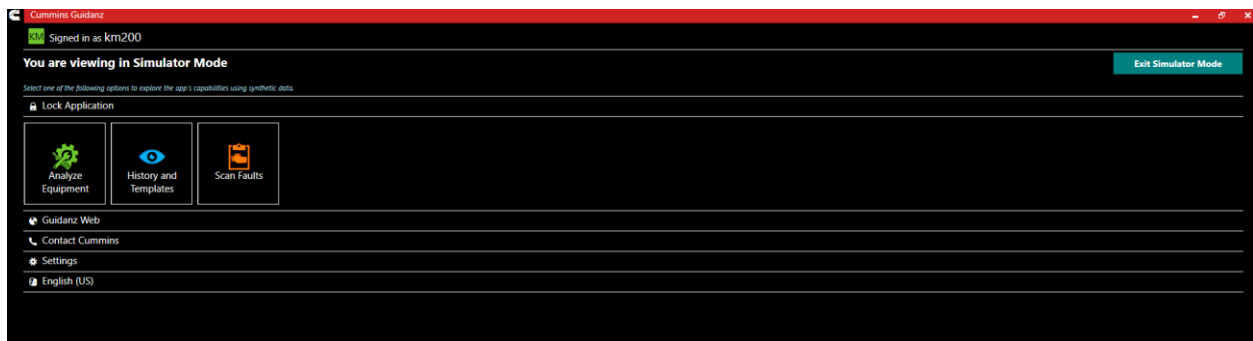 Cummins Guidanz
KM Signed in as km200
You are viewing in Simulator Mode
Exit Simulator Mode
Select one of the following options to explore the app's capabilities using synthetic data.
Lock Application
Analyze
Equipment
History and
Templates
Scan Faults
Guidanz Web
Contact Cummins
Settings
English (US)